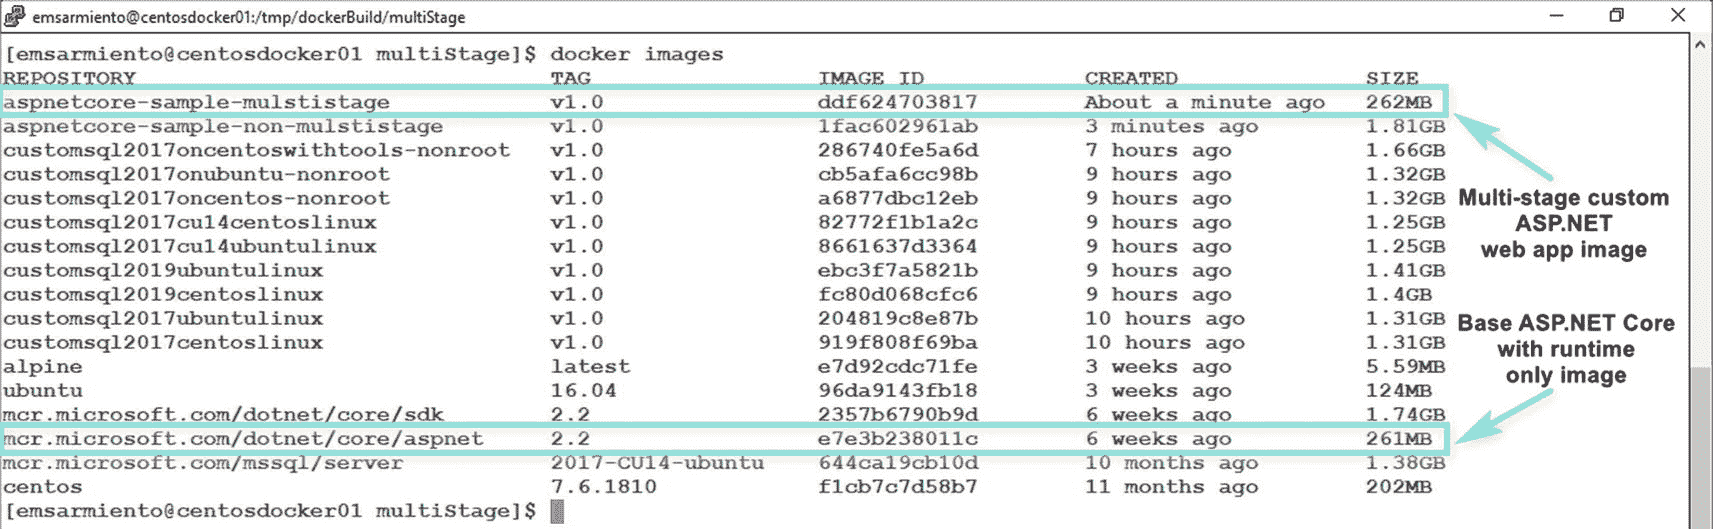 emsarmiento@centosdocker01:/tmp/dockerBuild/multiStage
[emsarmiento@centosdocker01 multiStage]$ docker images
REPOSITORY TAG IMAGE ID CREATED SIZE
aspnetcore-sample-mulstistage v1.0 ddf624703817 About a minute ago 262MB
aspnetcore-sample-non-mulstistage v1.0 1fac602961ab 3 minutes ago 1.81GB
customsql2017oncentoswithtools-nonroot v1.0 286740fe5a6d 7 hours ago 1.66GB
customsql2017onubuntu-nonroot v1.0 cb5afa6cc98b 9 hours ago 1.32GB
customsql2017oncentos-nonroot v1.0 a6877dbc12eb 9 hours ago 1.32GB
customsql2017cu14centoslinux v1.0 82772f1b1a2c 9 hours ago 1.25GB
customsql2017cu14ubuntulinux v1.0 8661637d3364 9 hours ago 1.25GB
customsql2019ubuntulinux v1.0 ebc3f7a5821b 9 hours ago 1.41GB
customsql2019centoslinux v1.0 fc80d068cfc6 9 hours ago 1.4GB
customsql2017ubuntulinux v1.0 204819c8e87b 10 hours ago 1.31GB
customsql2017centoslinux v1.0 919f808f69ba 10 hours ago 1.31GB
alpine latest e7d92cdc71fe 3 weeks ago 5.59MB
ubuntu 16.04 96da9143fb18 3 weeks ago 124MB
mcr.microsoft.com/dotnet/core/sdk 2.2 2357b6790b9d 6 weeks ago 1.74GB
mcr.microsoft.com/dotnet/core/aspnet 2.2 e7e3b238011c 6 weeks ago 261MB
mcr.microsoft.com/mssql/server 2017-CU14-ubuntu 644ca19cb10d 10 months ago 1.38GB
centos 7.6.1810 f1cb7c7d58b7 11 months ago 202MB
[emsarmiento@centosdocker01 multiStage]$
Multi-stage custom
ASP.NET
web app image
Base ASP.NET Core
with runtime
only image